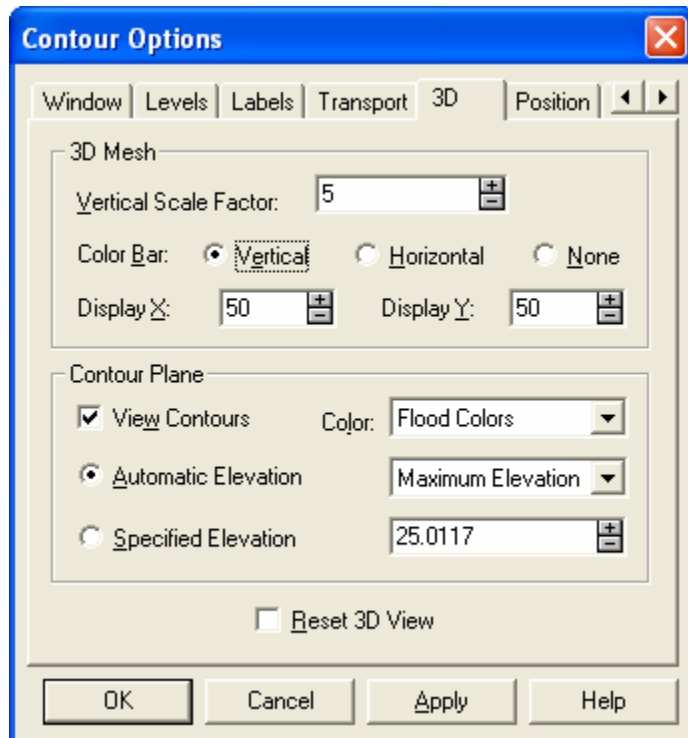 Contour Options
Window Levels Labels Transport 3D Position
3D Mesh
Vertical Scale Factor: 5
Color Bar: Vertical Horizontal None
Display X: 50 Display Y: 50
Contour Plane
View Contours Color: Flood Colors
Automatic Elevation Maximum Elevation
Specified Elevation 25.0117
Reset 3D View
OK Cancel Apply Help